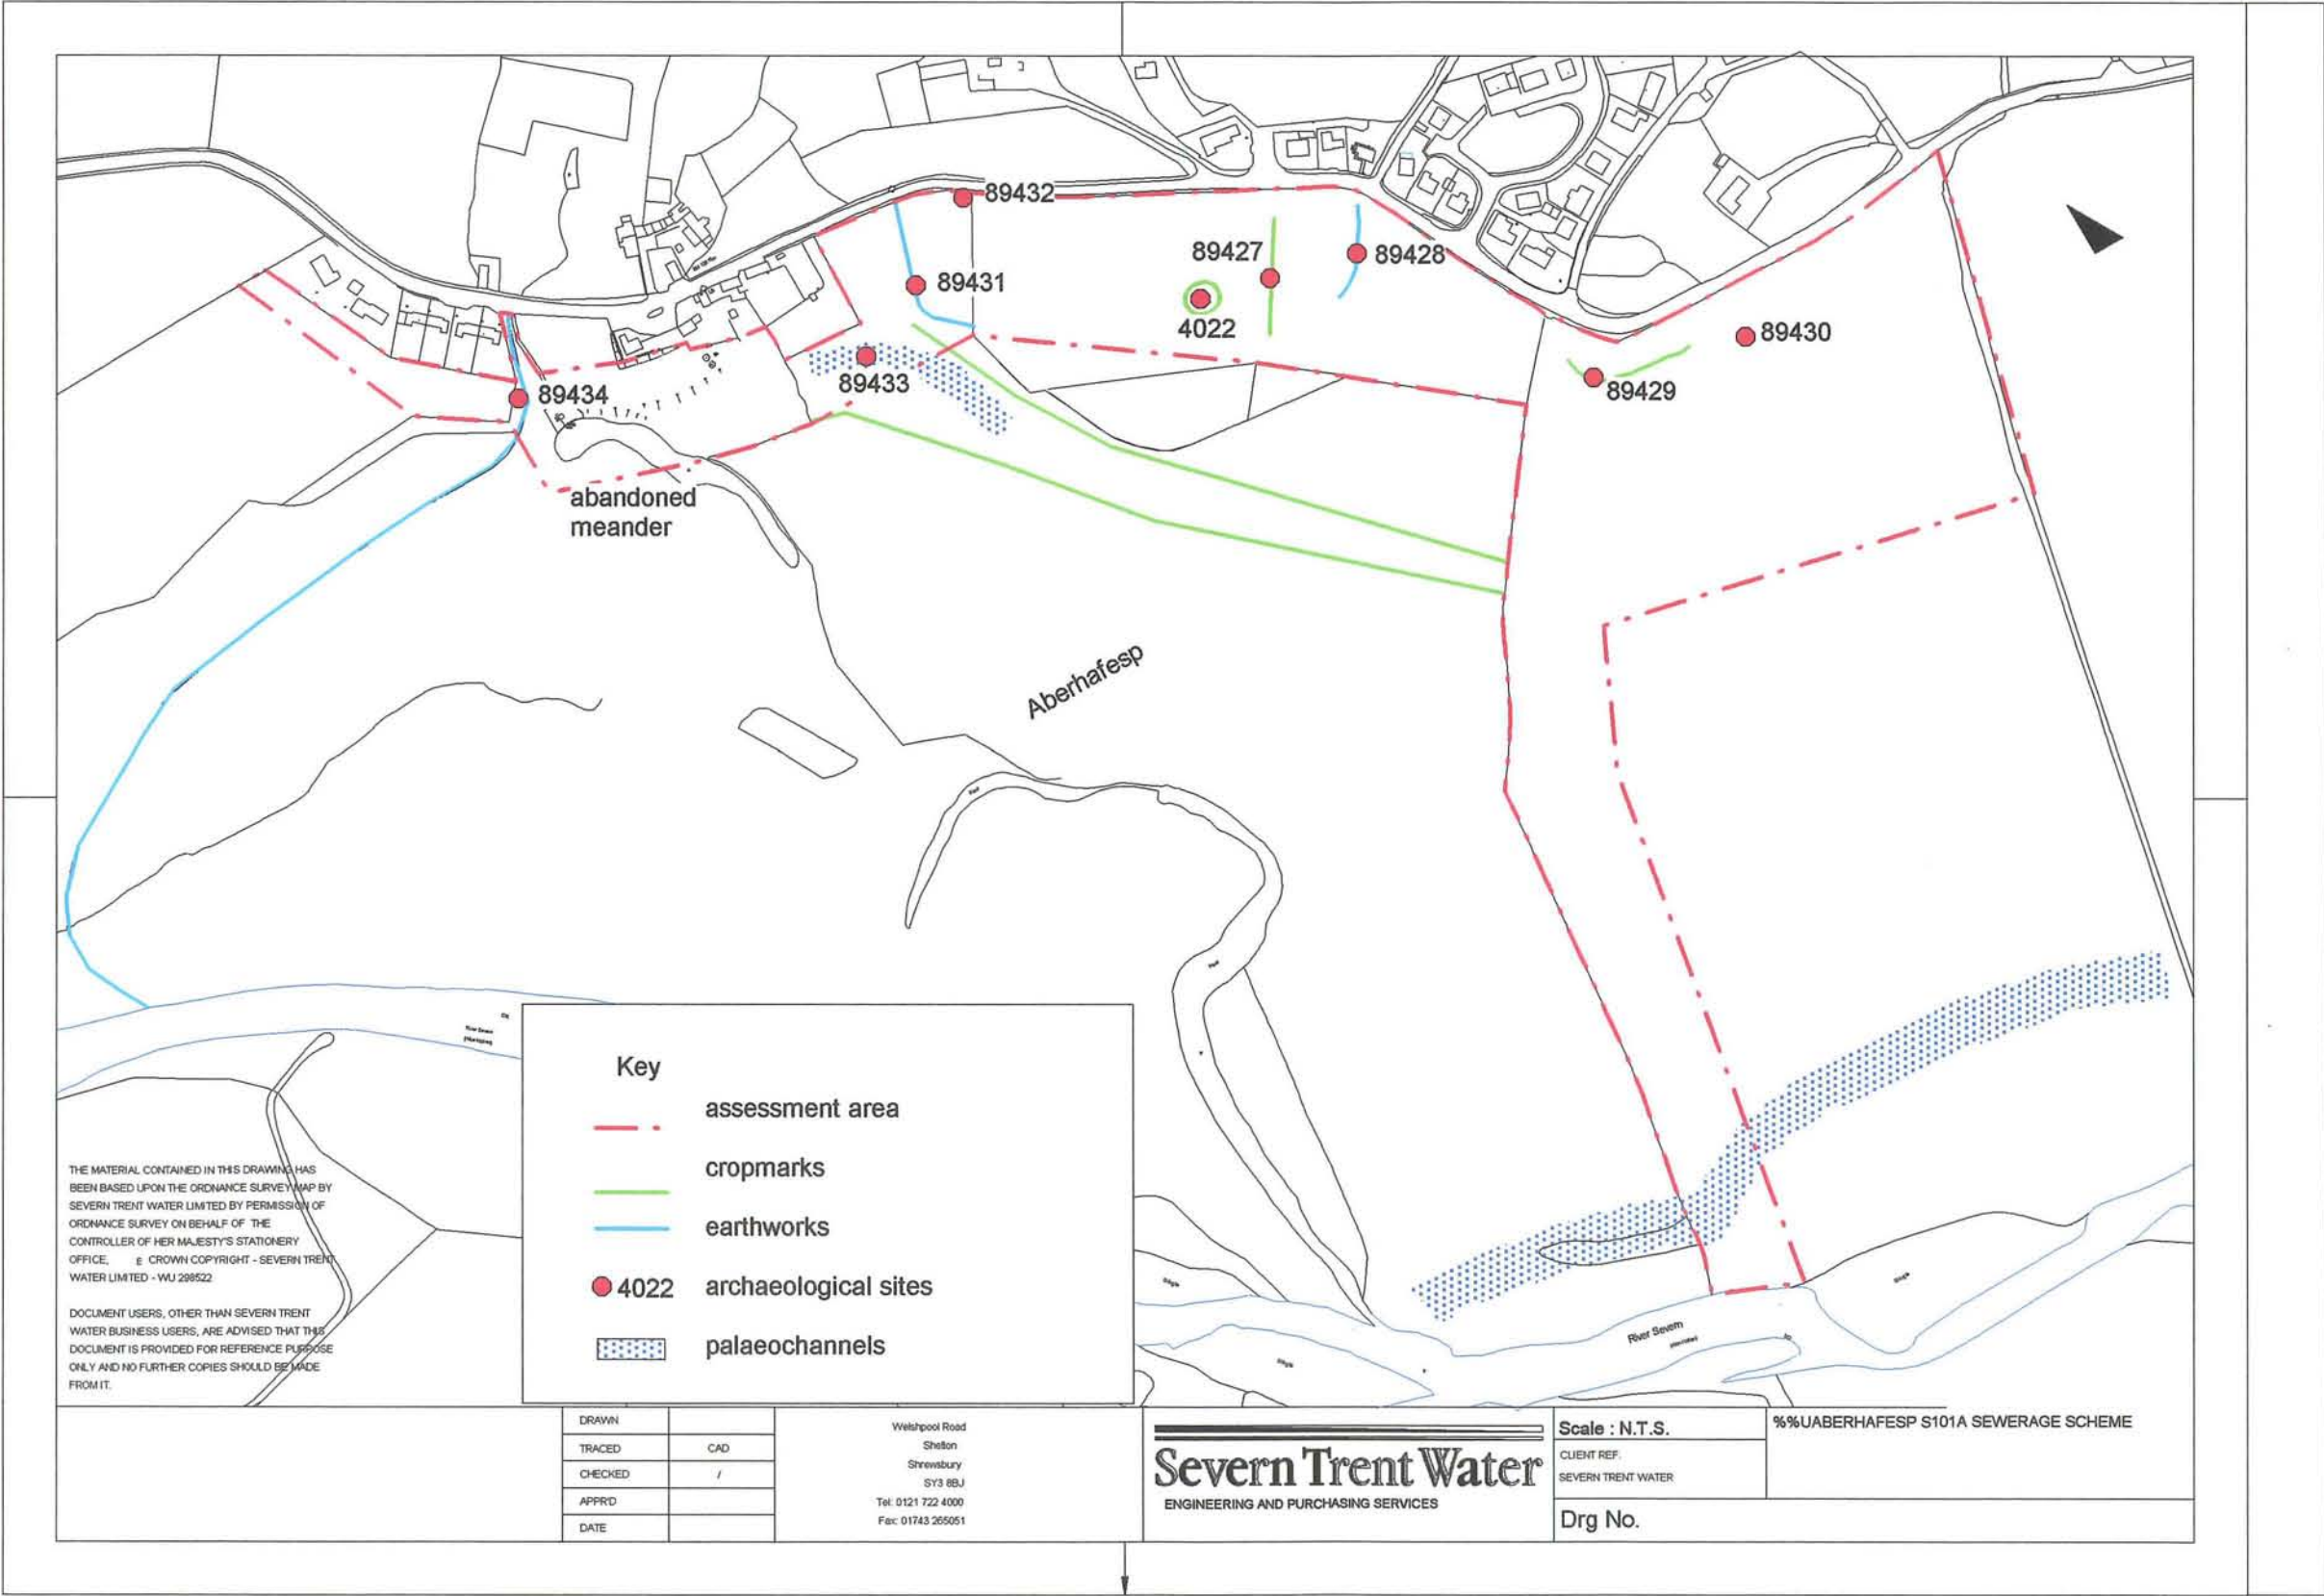 89432
89427
89428
89431
4022
89430
89433
89429
89434
abandoned
meander
Aberhafesp
Key
assessment area
cropmarks
earthworks
4022 archaeological sites
palaeochannels
THE MATERIAL CONTAINED IN THIS DRAWING HAS
BEEN BASED UPON THE ORDNANCE SURVEY MAP BY
SEVERN TRENT WATER LIMITED BY PERMISSION OF
ORDNANCE SURVEY ON BEHALF OF THE
CONTROLLER OF HER MAJESTY'S STATIONERY
OFFICE, © CROWN COPYRIGHT - SEVERN TRENT
WATER LIMITED - WU 298522
DOCUMENT USERS, OTHER THAN SEVERN TRENT
WATER BUSINESS USERS, ARE ADVISED THAT THIS
DOCUMENT IS PROVIDED FOR REFERENCE PURPOSE
ONLY AND NO FURTHER COPIES SHOULD BE MADE
FROM IT.
River Severn
DRAWN
TRACED CAD
CHECKED /
APPR'D
DATE
Welshpool Road
Shelton
Shrewsbury
SY3 8BJ
Tel: 0121 722 4000
Fax: 01743 265051
Severn Trent Water
ENGINEERING AND PURCHASING SERVICES
Scale : N.T.S.
CLIENT REF.
SEVERN TRENT WATER
Drg No.
%%UABERHAFESP S101A SEWERAGE SCHEME